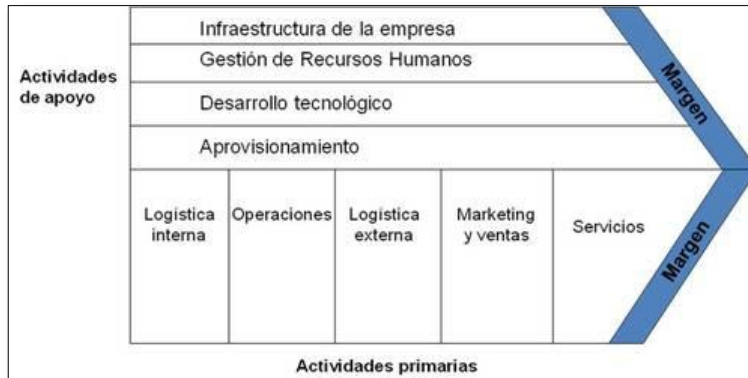 Infraestructura de la empresa
Gestión de Recursos Humanos
Actividades
de apoyo
Desarrollo tecnológico
Aprovisionamiento
Margen
Logística
interna
Operaciones
Logística
externa
Marketing
y ventas
Servicios
Margen
Actividades primarias